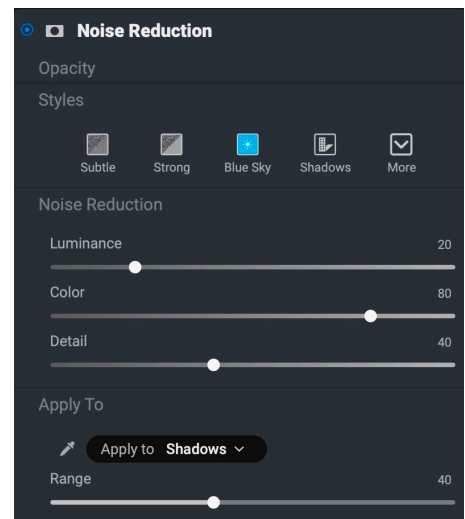 Noise Reduction
Opacity
Styles
Subtle Strong Blue Sky Shadows More
Noise Reduction
Luminance 20
Color 80
Detail 40
Apply To
Apply to Shadows
Range 40